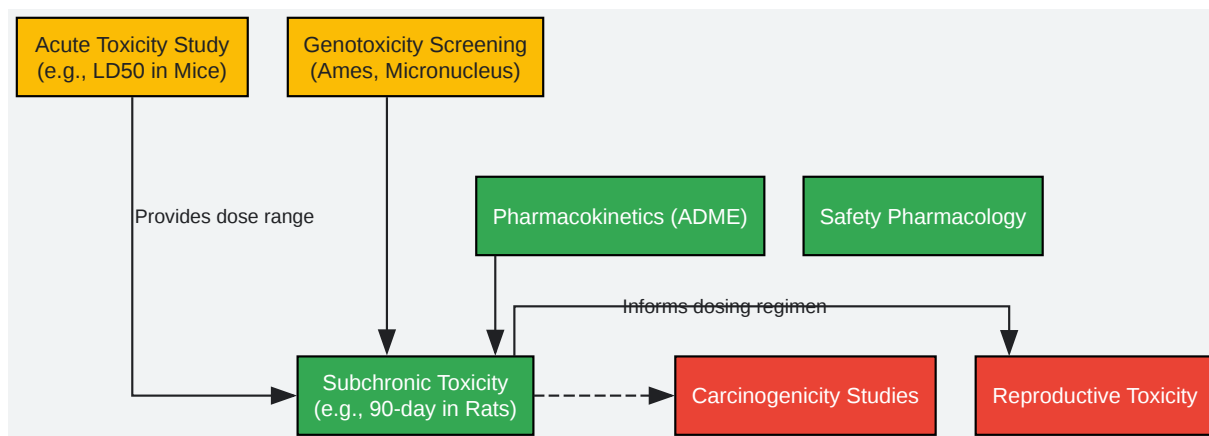 Acute Toxicity Study
(e.g., LD50 in Mice)
Genotoxicity Screening
(Ames, Micronucleus)
Pharmacokinetics (ADME)
Safety Pharmacology
Provides dose range
Informs dosing regimen
Subchronic Toxicity
(e.g., 90-day in Rats)
Carcinogenicity Studies
Reproductive Toxicity